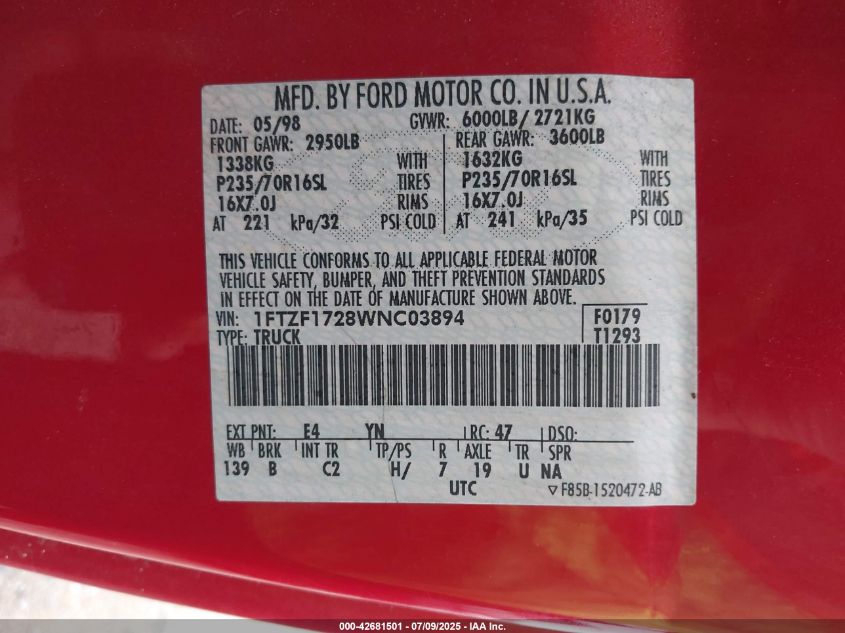 MFD. BY FORD MOTOR CO. IN U.S.A.
DATE: 05/98 GVWR: 6000LB/ 2721KG
FRONT GAWR: 2950LB REAR GAWR: 3600LB
1338KG WITH 1632KG WITH
P235/70R16SL TIRES P235/70R16SL TIRES
16X7.0J RIMS 16X7.0J RIMS
AT 221 kPa/32 PSI COLD AT 241 kPa/35 PSI COLD
THIS VEHICLE CONFORMS TO ALL APPLICABLE FEDERAL MOTOR
VEHICLE SAFETY, BUMPER, AND THEFT PREVENTION STANDARDS
IN EFFECT ON THE DATE OF MANUFACTURE SHOWN ABOVE.
VIN: 1FTZF1728WNC03894 F0179
TYPE: TRUCK T1293
EXT PNT: E4 YN RC: 47 DSO:
WB BRK INT TR TP/PS R AXLE TR SPR
139 B C2 H/ 7 19 U NA
UTC ▽ F85B-1520472-AB
000-42681501 / 07/09/2025 - IAA Inc.